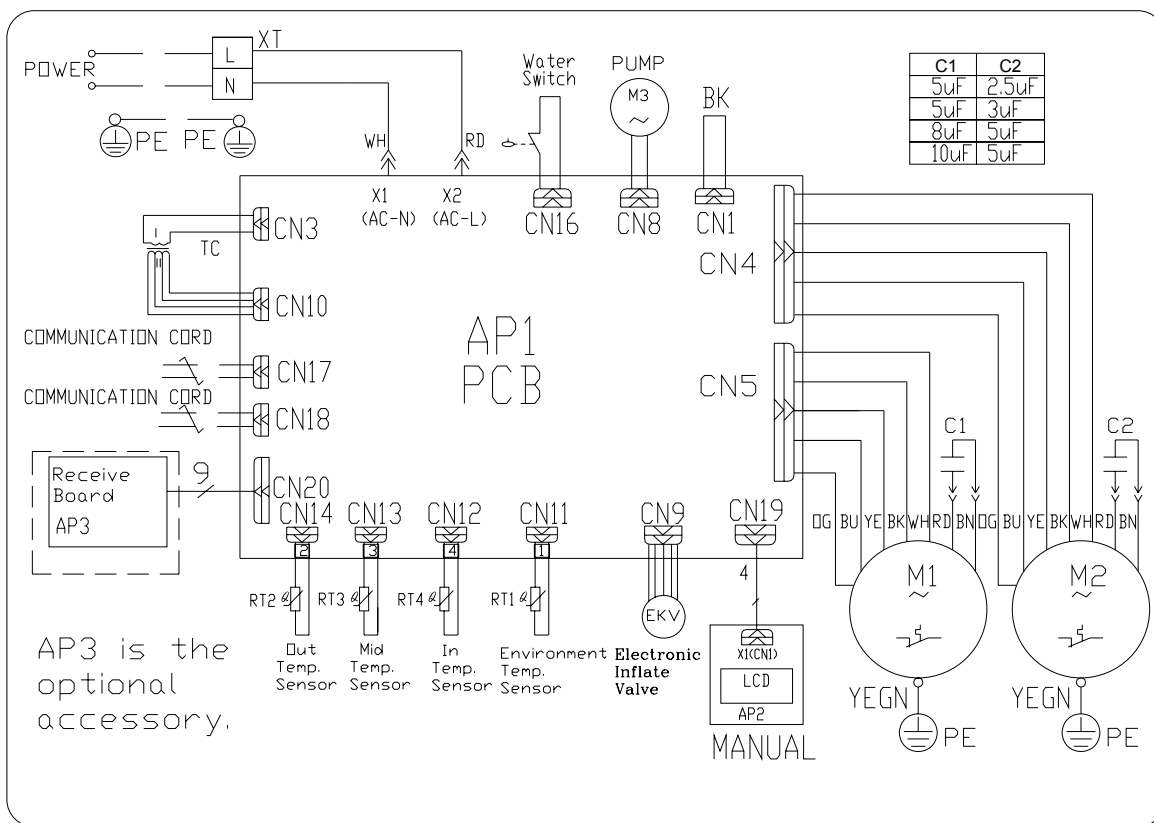 POWER
L
XT
N
PE PE
WH
RD
Water
Switch
PUMP
M3
~
BK
C1 C2
5uF 2.5uF
5uF 3uF
8uF 5uF
10uF 5uF
X1
(AC-N)
X2
(AC-L)
CN16
CN8
CN1
CN3
I
II
TC
CN4
CN10
AP1
PCB
COMMUNICATION CORD
CN17
CN5
COMMUNICATION CORD
CN18
C1
C2
Receive
Board
AP3
9
CN20
CN14
CN13
CN12
CN11
CN9
CN19
2
3
4
1
OG BU YE BK WH RD BN
OG BU YE BK WH RD BN
4
RT2
RT3
RT4
RT1
EKV
M1
~
M2
~
Out
Temp.
Sensor
Mid
Temp.
Sensor
In
Temp.
Sensor
Environment
Temp.
Sensor
Electronic
Inflate
Valve
X1(CN1)
LCD
AP2
MANUAL
AP3 is the
optional
accessory.
YEGN
PE
YEGN
PE